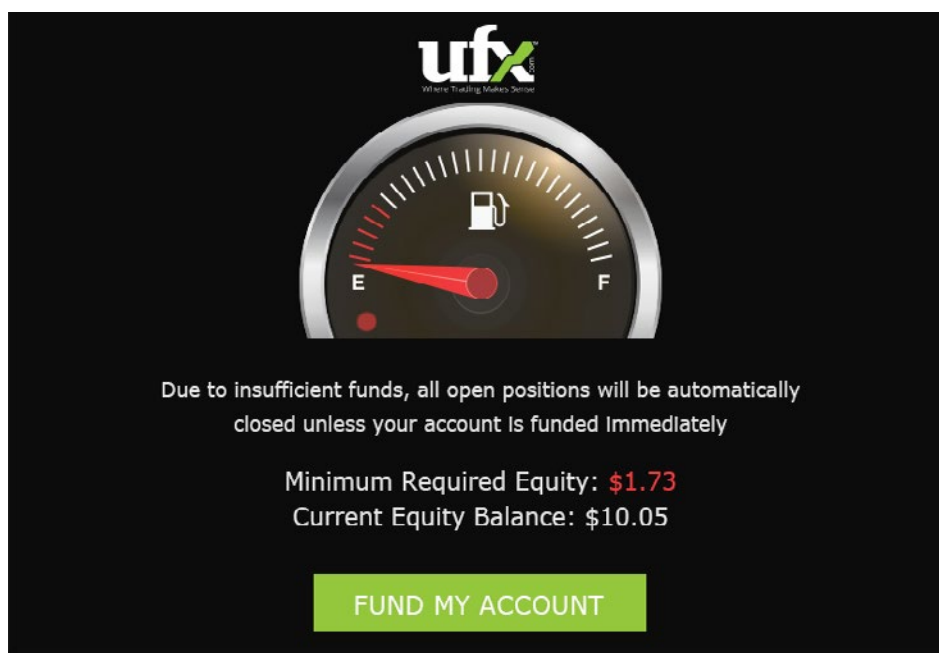 ufx.com™
Where Trading Makes Sense
E F
Due to insufficient funds, all open positions will be automatically
closed unless your account is funded immediately
Minimum Required Equity: $1.73
Current Equity Balance: $10.05
FUND MY ACCOUNT